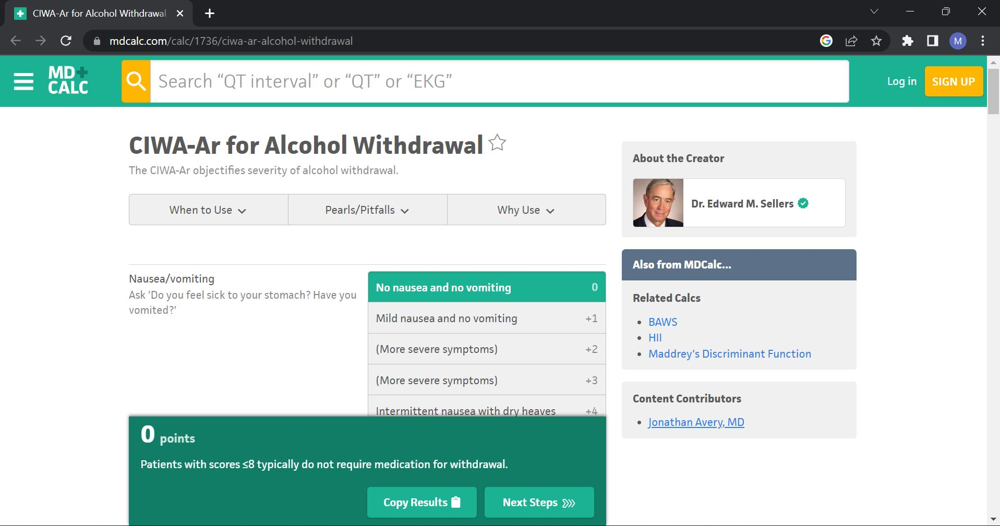 CIWA-Ar for Alcohol Withdrawal
mdcalc.com/calc/1736/ciwa-ar-alcohol-withdrawal
M
MD
CALC
Search “QT interval” or “QT” or “EKG”
Log in
SIGN UP
CIWA-Ar for Alcohol Withdrawal
The CIWA-Ar objectifies severity of alcohol withdrawal.
When to Use
Pearls/Pitfalls
Why Use
Nausea/vomiting
Ask 'Do you feel sick to your stomach? Have you
vomited?'
No nausea and no vomiting 0
Mild nausea and no vomiting +1
(More severe symptoms) +2
(More severe symptoms) +3
Intermittent nausea with dry heaves +4
0 points
Patients with scores ≤8 typically do not require medication for withdrawal.
Copy Results
Next Steps
About the Creator
Dr. Edward M. Sellers
Also from MDCalc...
Related Calcs
BAWS
HII
Maddrey's Discriminant Function
Content Contributors
Jonathan Avery, MD